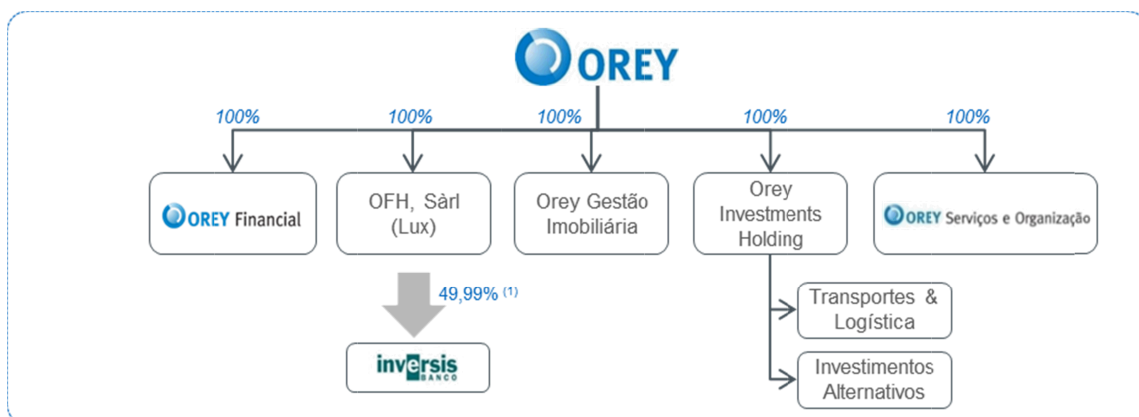 OREY
100%
100%
100%
100%
100%
OREY Financial
OFH, Sàrl
(Lux)
Orey Gestão
Imobiliária
Orey
Investments
Holding
OREY Serviços e Organização
49,99% (1)
inversis
BANCO
Transportes &
Logística
Investimentos
Alternativos